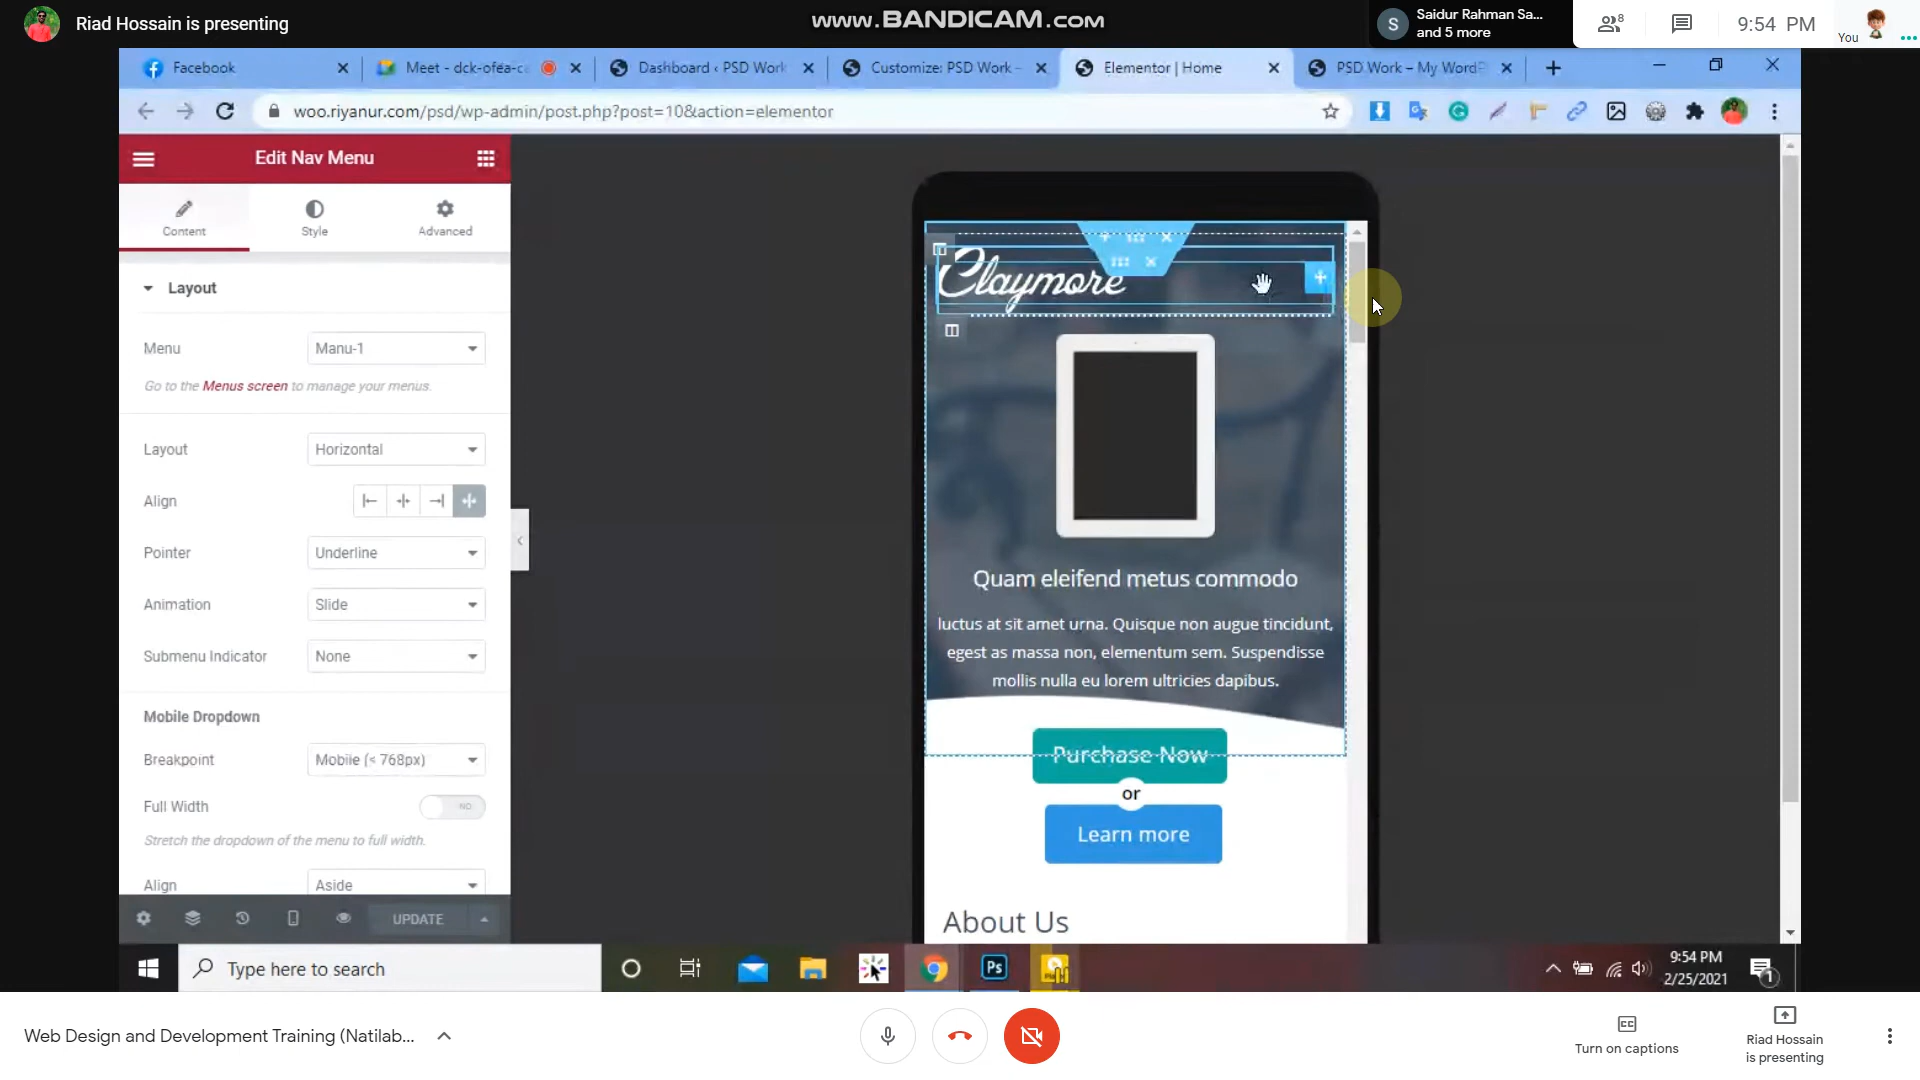 Riad Hossain is presenting
www.BANDICAM.com
S
Saidur Rahman Sa...
and 5 more
8
9:54 PM
You
Facebook
Meet - dck-ofea-c
Dashboard ‹ PSD Work
Customize: PSD Work -
Elementor | Home
PSD Work – My WordP
woo.riyanur.com/psd/wp-admin/post.php?post=10&action=elementor
Edit Nav Menu
Content
Style
Advanced
Layout
Menu
Manu-1
Go to the Menus screen to manage your menus.
Layout
Horizontal
Align
Pointer
Underline
Animation
Slide
Submenu Indicator
None
Mobile Dropdown
Breakpoint
Mobile (< 768px)
Full Width
NO
Stretch the dropdown of the menu to full width.
Align
Aside
UPDATE
Claymore
Quam eleifend metus commodo
luctus at sit amet urna. Quisque non augue tincidunt,
egest as massa non, elementum sem. Suspendisse
mollis nulla eu lorem ultricies dapibus.
Purchase Now
or
Learn more
About Us
Type here to search
Ps
9:54 PM
2/25/2021
1
Web Design and Development Training (Natilab...
Turn on captions
Riad Hossain
is presenting